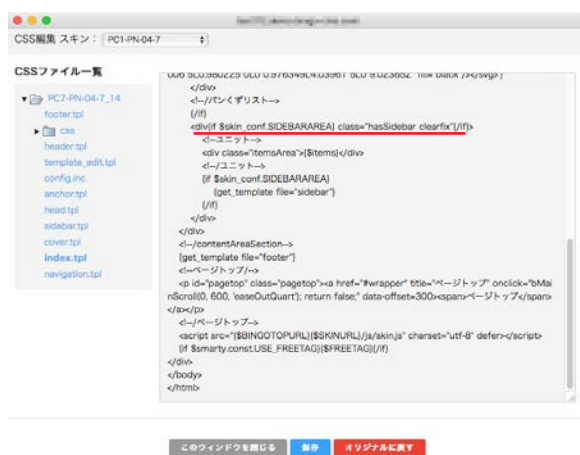 CSS編集 スキン： PC1-PN-04-7
CSSファイル一覧
PC7-PN-04-7_14
footer.tpl
css
header.tpl
template_edit.tpl
config.inc
anchor.tpl
head.tpl
sidebar.tpl
cover.tpl
index.tpl
navigation.tpl
</div>
<!--/パンくずリスト-->
{/if}
<div{if $skin_conf.SIDEBARAREA} class="hasSidebar clearfix"{/if}>
<!--ユニット-->
<div class="itemsArea">{$items}</div>
<!--/ユニット-->
{if $skin_conf.SIDEBARAREA}
{get_template file="sidebar"}
{/if}
</div>
</div>
<!--/contentAreaSection-->
{get_template file="footer"}
<!--ページトップ/-->
<p id="pagetop" class="pagetop"><a href="#wrapper" title="ページトップ" onclick="bMai
nScroll(0, 600, 'easeOutQuart'); return false;" data-offset=300><span>ページトップ</span>
</a></p>
<!--/ページトップ-->
<script src="{$BINGOTOPURL}{$SKINURL}/js/skin.js" charset="utf-8" defer></script>
{if $smarty.const.USE_FREETAG}{$FREETAG}{/if}
</div>
</body>
</html>
このウィンドウを閉じる 保存 オリジナルに戻す